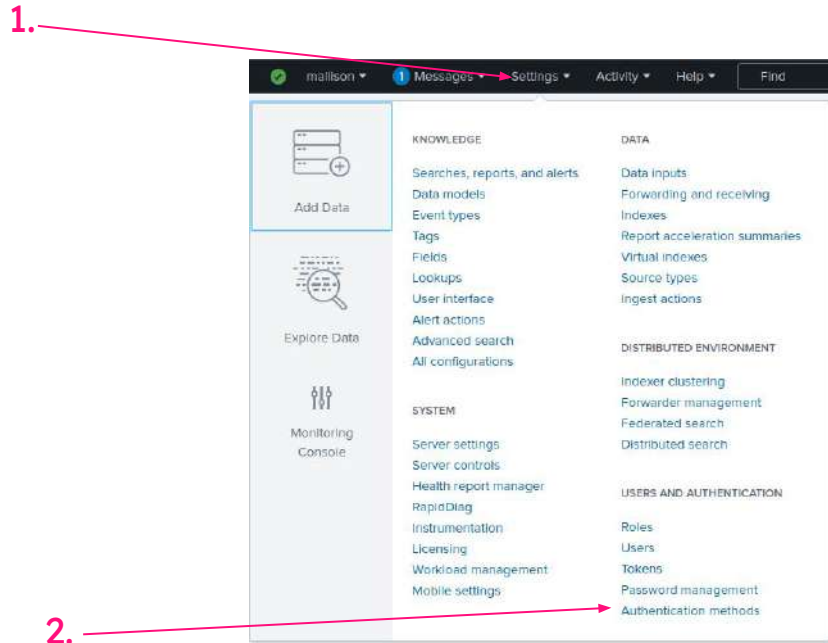 1.
mallison
1 Messages
Settings
Activity
Help
Find
Add Data
Explore Data
Monitoring
Console
KNOWLEDGE
Searches, reports, and alerts
Data models
Event types
Tags
Fields
Lookups
User interface
Alert actions
Advanced search
All configurations
SYSTEM
Server settings
Server controls
Health report manager
RapidDiag
Instrumentation
Licensing
Workload management
Mobile settings
DATA
Data inputs
Forwarding and receiving
Indexes
Report acceleration summaries
Virtual indexes
Source types
Ingest actions
DISTRIBUTED ENVIRONMENT
Indexer clustering
Forwarder management
Federated search
Distributed search
USERS AND AUTHENTICATION
Roles
Users
Tokens
Password management
Authentication methods
2.